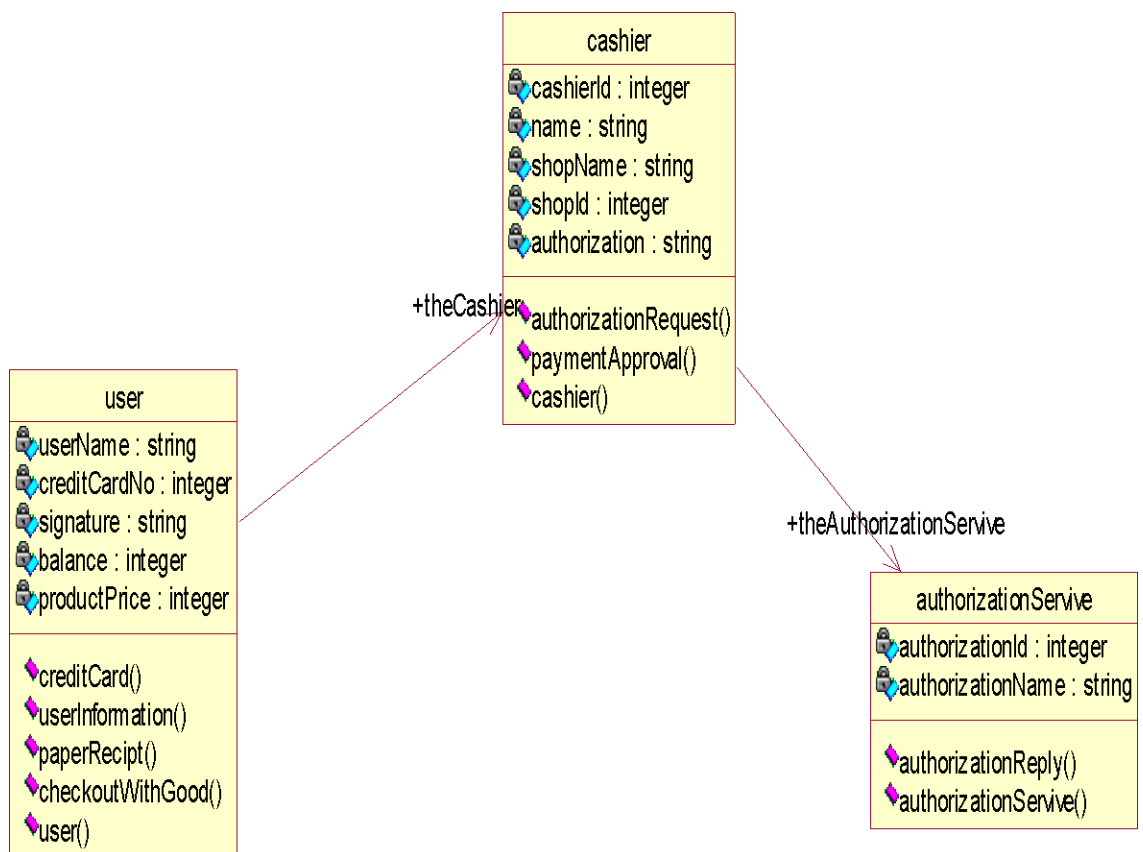 cashier
cashierId : integer
name : string
shopName : string
shopId : integer
authorization : string
authorizationRequest()
paymentApproval()
cashier()
+theCashier
user
userName : string
creditCardNo : integer
signature : string
balance : integer
productPrice : integer
creditCard()
userInformation()
paperRecipt()
checkoutWithGood()
user()
+theAuthorizationServive
authorizationServive
authorizationId : integer
authorizationName : string
authorizationReply()
authorizationServive()